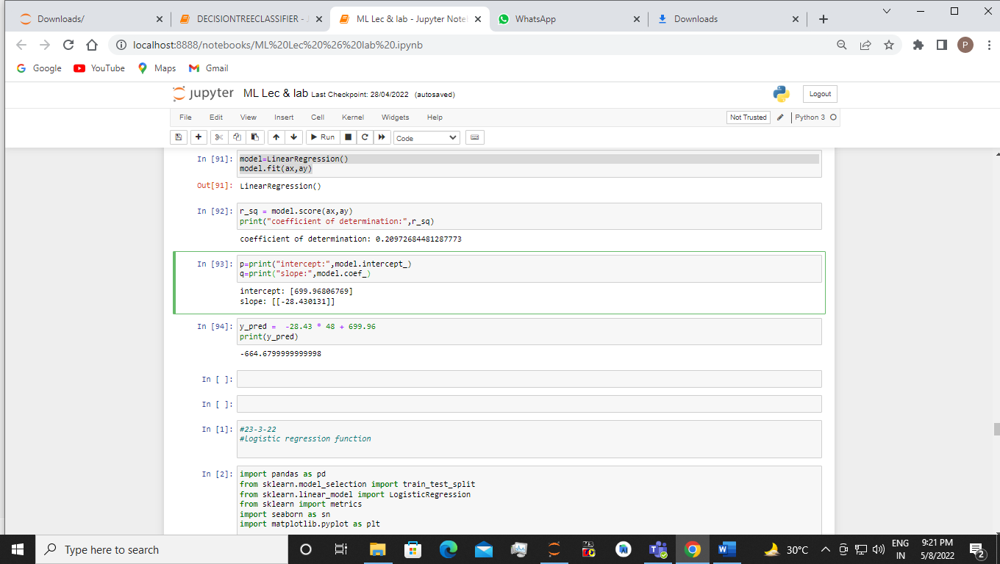 Downloads/
DECISIONTREECLASSIFIER -
ML Lec & lab - Jupyter Note
WhatsApp
Downloads
localhost:8888/notebooks/ML%20Lec%20%26%20lab%20.ipynb
P
Google
YouTube
Maps
Gmail
jupyter ML Lec & lab Last Checkpoint: 28/04/2022 (autosaved)
Logout
File Edit View Insert Cell Kernel Widgets Help
Not Trusted
Python 3
Run
Code
In [91]: model=LinearRegression()
model.fit(ax,ay)
Out[91]: LinearRegression()
In [92]: r_sq = model.score(ax,ay)
print("coefficient of determination:",r_sq)
coefficient of determination: 0.20972684481287773
In [93]: p=print("intercept:",model.intercept_)
q=print("slope:",model.coef_)
intercept: [699.96806769]
slope: [[-28.430131]]
In [94]: y_pred =  -28.43 * 48 + 699.96
print(y_pred)
-664.6799999999998
In [ ]:
In [ ]:
In [1]: #23-3-22
#logistic regression function
In [2]: import pandas as pd
from sklearn.model_selection import train_test_split
from sklearn.linear_model import LogisticRegression
from sklearn import metrics
import seaborn as sn
import matplotlib.pyplot as plt
Type here to search
30°C
ENG
IN
9:21 PM
5/8/2022
2